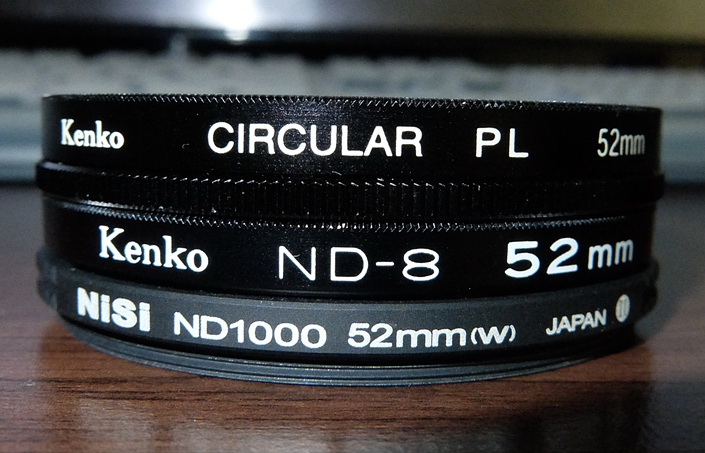 Kenko CIRCULAR PL 52mm
Kenko ND-8 52mm
NiSi ND1000 52mm(W) JAPAN